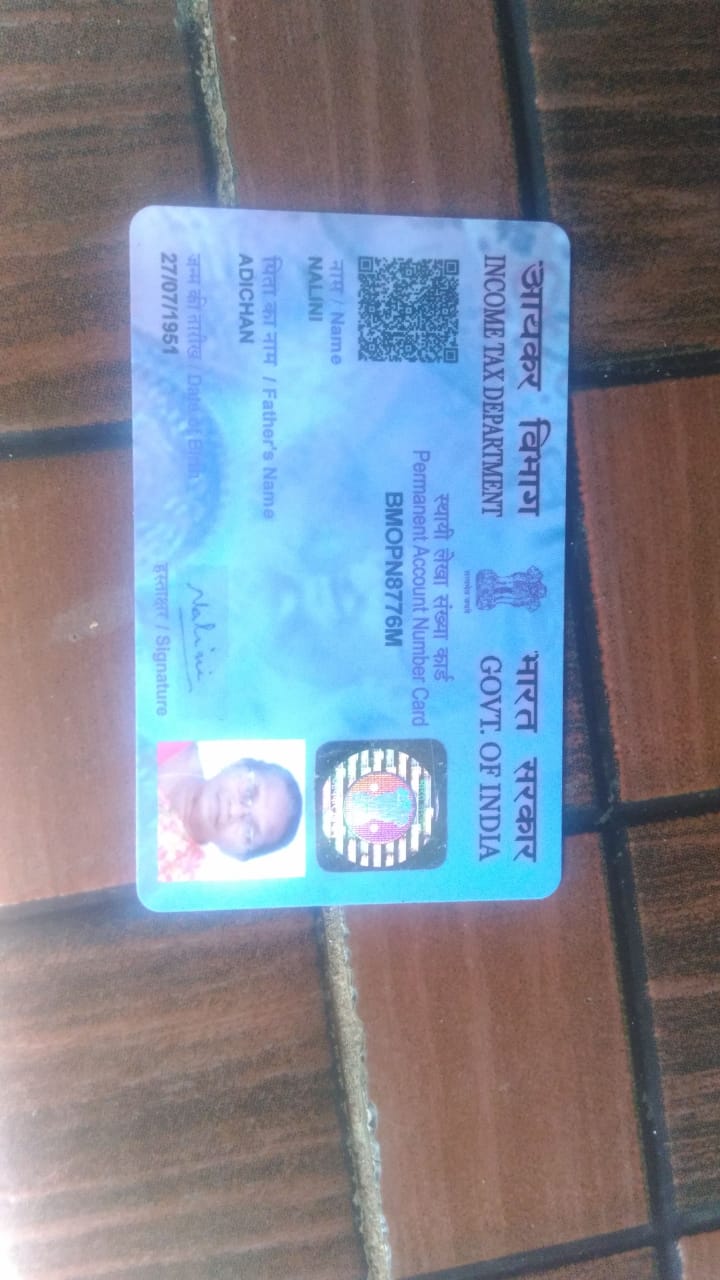 आयकर विभाग
INCOME TAX DEPARTMENT
भारत सरकार
GOVT. OF INDIA
सत्यमेव जयते
स्थायी लेखा संख्या कार्ड
Permanent Account Number Card
BMOPN8776M
नाम / Name
NALINI
पिता का नाम / Father's Name
ADICHAN
जन्म की तारीख / Date of Birth
27/07/1951
Nalini
हस्ताक्षर / Signature